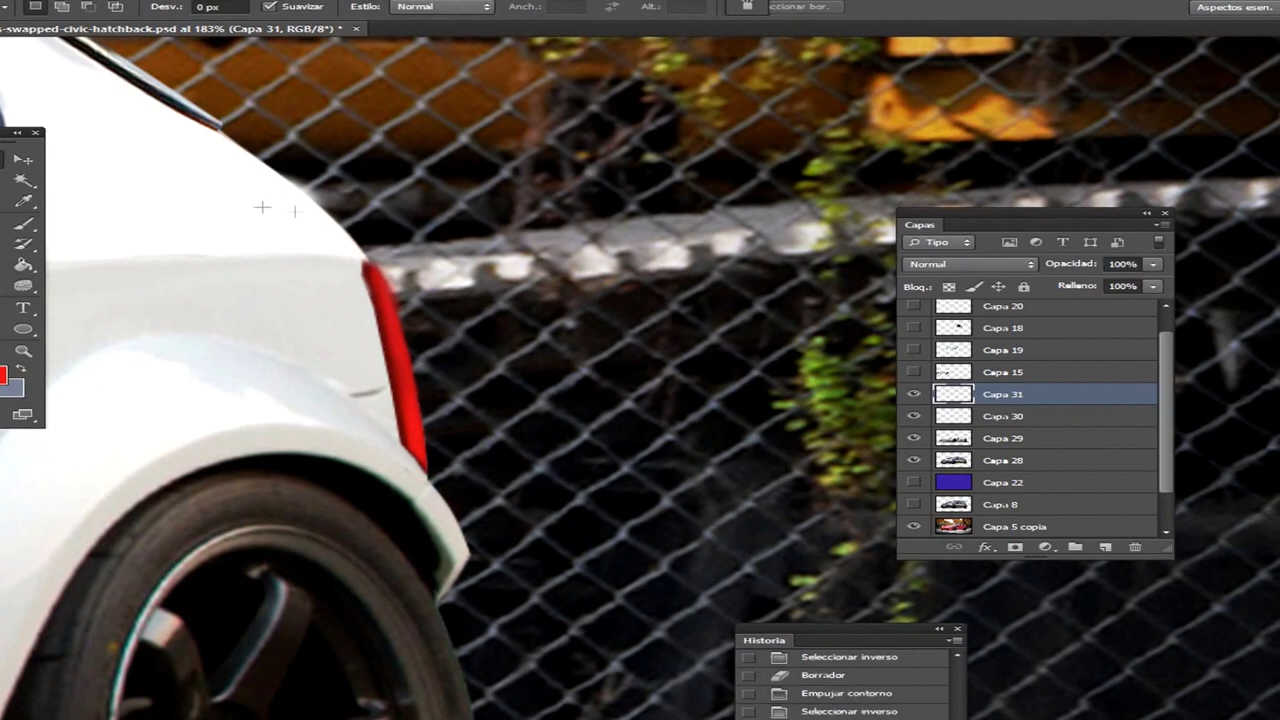 Desv.: 0 px Suavizar Estilo: Normal Anch.: Alt.: ccionar bor. Aspectos esen.
s-swapped-civic-hatchback.psd al 183% (Capa 31, RGB/8*) * ×
Capas
Tipo
Normal Opacidad: 100%
Bloq.: Relleno: 100%
Capa 20
Capa 18
Capa 19
Capa 15
Capa 31
Capa 30
Capa 29
Capa 28
Capa 22
Capa 8
Capa 5 copia
fx
Historia
Seleccionar inverso
Borrador
Empujar contorno
Seleccionar inverso